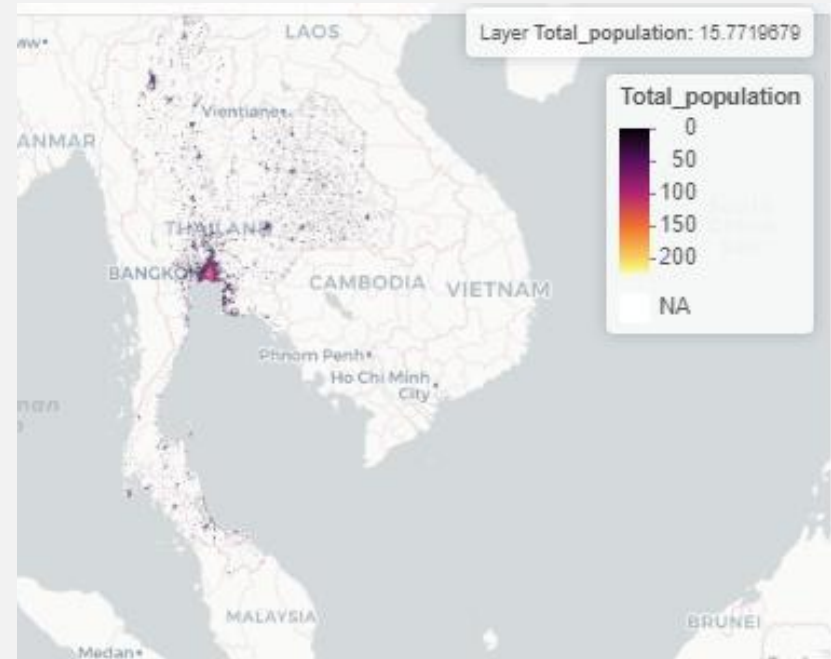 LAOS
Layer Total_population: 15.7719679
Total_population
0
50
100
150
200
NA
Vientiane
ANMAR
THAILAND
BANGKOK
CAMBODIA
VIETNAM
Phnom Penh
Ho Chi Minh
City
MALAYSIA
BRUNEI
Medan